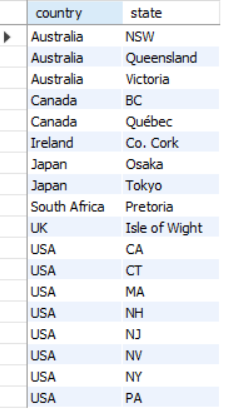 country state
Australia NSW
Australia Queensland
Australia Victoria
Canada BC
Canada Québec
Ireland Co. Cork
Japan Osaka
Japan Tokyo
South Africa Pretoria
UK Isle of Wight
USA CA
USA CT
USA MA
USA NH
USA NJ
USA NV
USA NY
USA PA